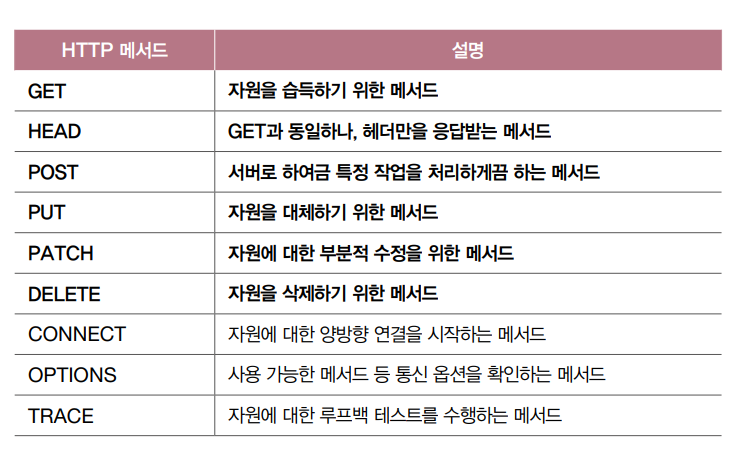 HTTP 메서드 설명
GET 자원을 습득하기 위한 메서드
HEAD GET과 동일하나, 헤더만을 응답받는 메서드
POST 서버로 하여금 특정 작업을 처리하게끔 하는 메서드
PUT 자원을 대체하기 위한 메서드
PATCH 자원에 대한 부분적 수정을 위한 메서드
DELETE 자원을 삭제하기 위한 메서드
CONNECT 자원에 대한 양방향 연결을 시작하는 메서드
OPTIONS 사용 가능한 메서드 등 통신 옵션을 확인하는 메서드
TRACE 자원에 대한 루프백 테스트를 수행하는 메서드